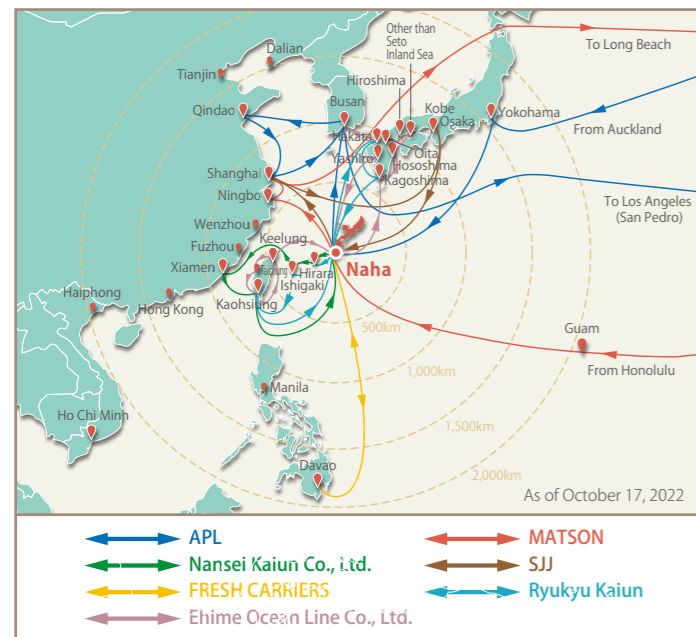 Other than
Seto
Inland Sea
Dalian
To Long Beach
Tianjin
Hiroshima
Qindao
Busan
Kobe
Osaka
Yokohama
Hakata
From Auckland
Oita
Yashiro
Hososhima
Shanghai
Kagoshima
Ningbo
To Los Angeles
(San Pedro)
Wenzhou
Fuzhou
Keelung
Xiamen
Naha
Taichung
Hirara
Ishigaki
Haiphong
Hong Kong
Kaohsiung
500km
Guam
From Honolulu
1,000km
Manila
Ho Chi Minh
1,500km
Davao
2,000km
As of October 17, 2022
APL
MATSON
Nansei Kaiun Co., Ltd.
SJJ
FRESH CARRIERS
Ryukyu Kaiun
Ehime Ocean Line Co., Ltd.